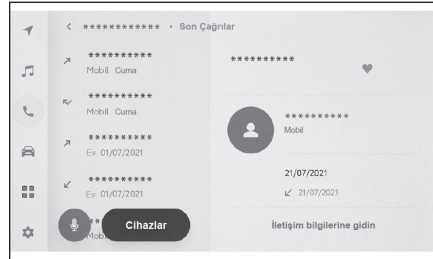 ************ • Son Çağrılar
**********
Mobil Cuma
**********
Mobil Cuma
**********
Ev 01/07/2021
**********
Ev 01/07/2021
**
Mobi
Cihazlar
**********
**********
Mobil
21/07/2021
21/07/2021
İletişim bilgilerine gidin